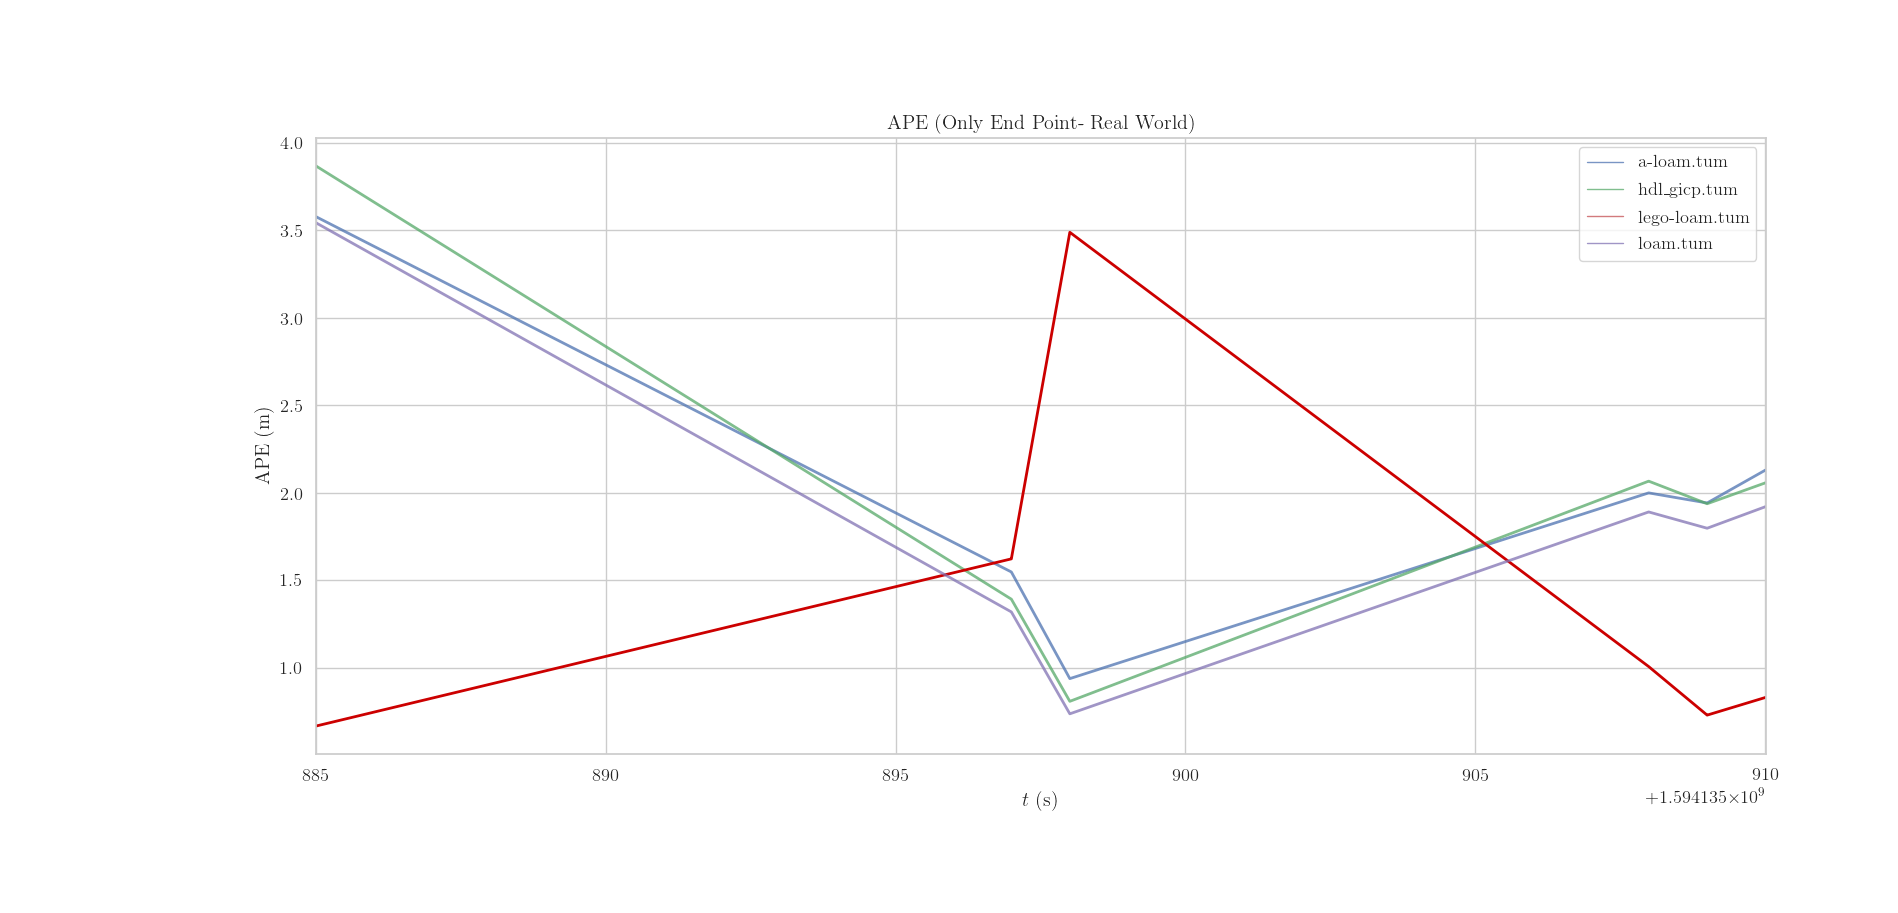 APE (Only End Point- Real World)
4.0
3.5
3.0
2.5
2.0
1.5
1.0
APE (m)
a-loam.tum
hdl_gicp.tum
lego-loam.tum
loam.tum
885 890 895 900 905 910
t (s)
+1.594135×10⁹